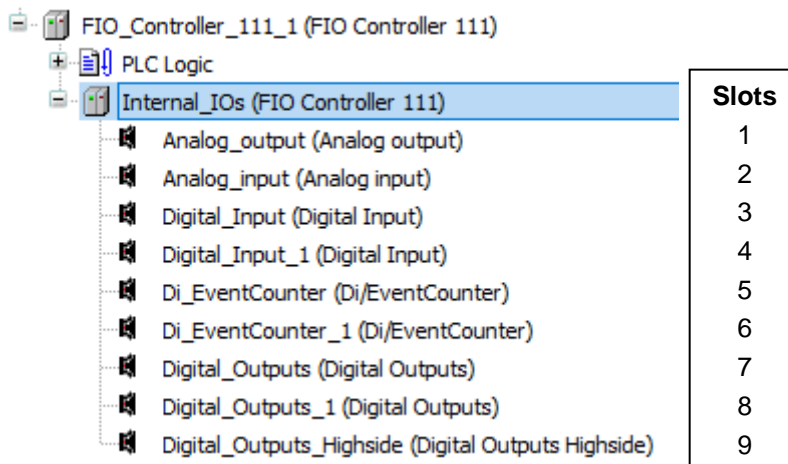 FIO_Controller_111_1 (FIO Controller 111)
PLC Logic
Internal_IOs (FIO Controller 111) Slots
Analog_output (Analog output) 1
Analog_input (Analog input) 2
Digital_Input (Digital Input) 3
Digital_Input_1 (Digital Input) 4
Di_EventCounter (Di/EventCounter) 5
Di_EventCounter_1 (Di/EventCounter) 6
Digital_Outputs (Digital Outputs) 7
Digital_Outputs_1 (Digital Outputs) 8
Digital_Outputs_Highside (Digital Outputs Highside) 9